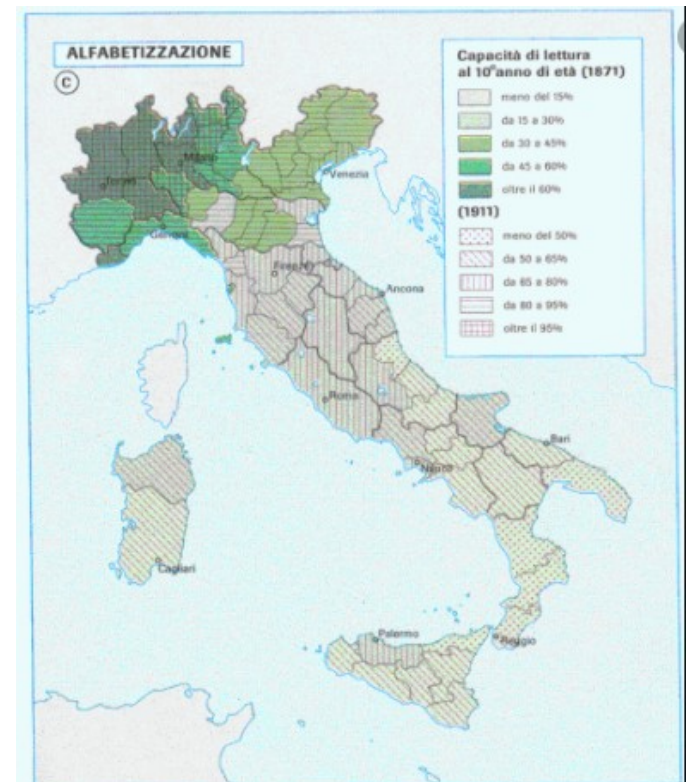 ALFABETIZZAZIONE
C
Capacità di lettura
al 10°anno di età (1871)
meno del 15%
da 15 a 30%
da 30 a 45%
da 45 a 60%
oltre il 60%
(1911)
meno del 50%
da 50 a 65%
da 65 a 80%
da 80 a 95%
oltre il 95%
Milano
Torino
Venezia
Genova
Firenze
Ancona
Roma
Bari
Napoli
Cagliari
Palermo
Reggio